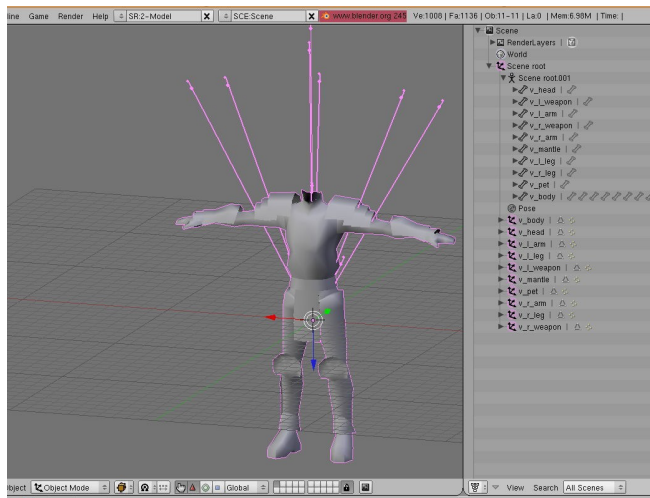 line Game Render Help SR:2-Model X SCE:Scene X www.blender.org 245 Ve:1008 | Fa:1136 | Ob:11-11 | La:0 | Mem:6.98M | Time: |
Scene
RenderLayers |
World
Scene root
Scene root.001
v_head |
v_l_weapon |
v_l_arm |
v_r_weapon |
v_r_arm |
v_mantle |
v_l_leg |
v_r_leg |
v_pet |
v_body |
Pose
v_body |
v_head |
v_l_arm |
v_l_leg |
v_l_weapon |
v_mantle |
v_pet |
v_r_arm |
v_r_leg |
v_r_weapon |
bject Object Mode Global View Search All Scenes